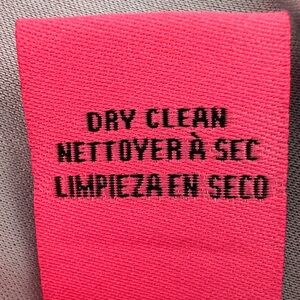 DRY CLEAN
NETTOYER À SEC
LIMPIEZA EN SECO